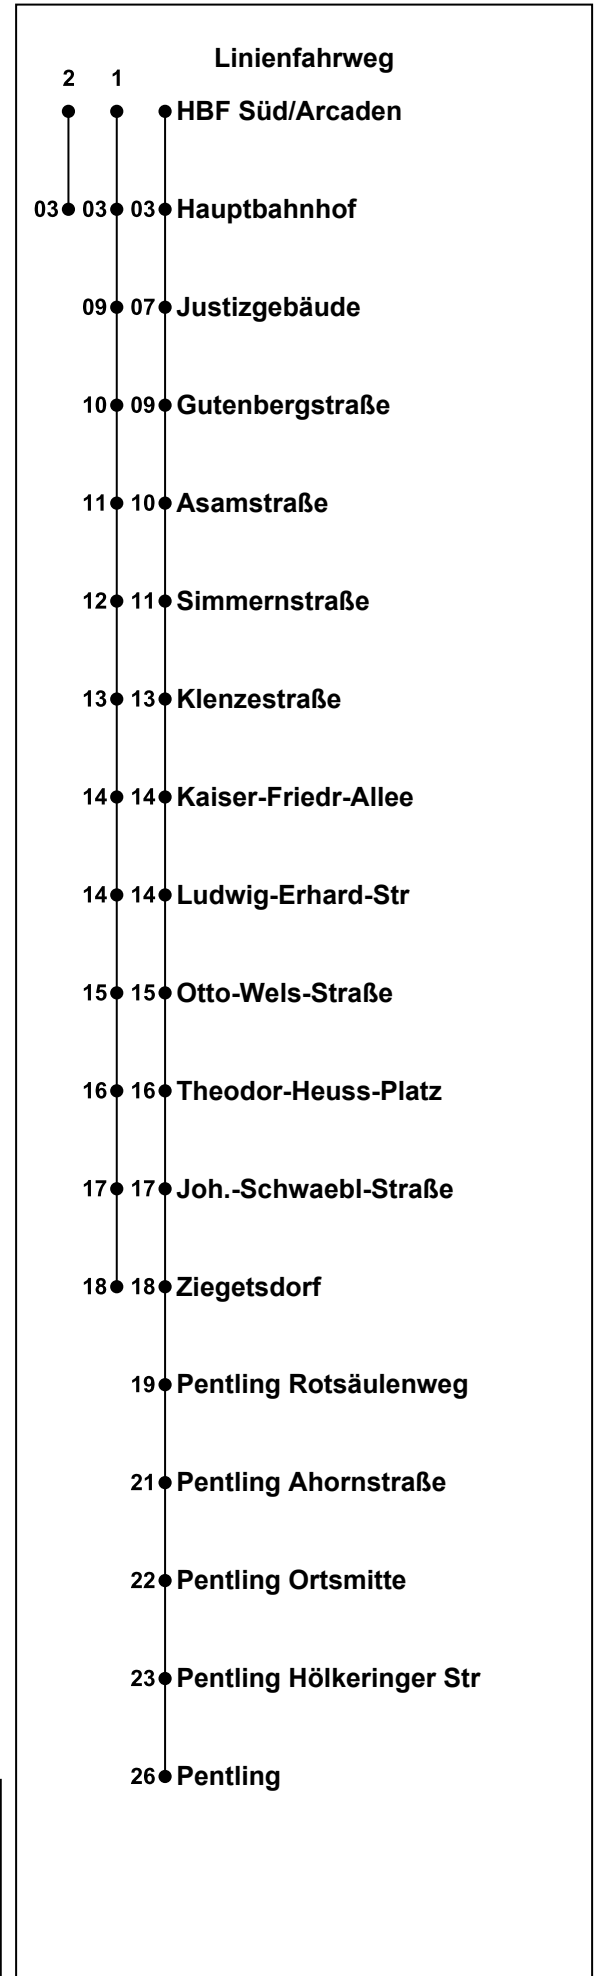 Linienfahrweg
2 1
HBF Süd/Arcaden
03 03 03 Hauptbahnhof
09 07 Justizgebäude
10 09 Gutenbergstraße
11 10 Asamstraße
12 11 Simmernstraße
13 13 Klenzestraße
14 14 Kaiser-Friedr-Allee
14 14 Ludwig-Erhard-Str
15 15 Otto-Wels-Straße
16 16 Theodor-Heuss-Platz
17 17 Joh.-Schwaebl-Straße
18 18 Ziegetsdorf
19 Pentling Rotsäulenweg
21 Pentling Ahornstraße
22 Pentling Ortsmitte
23 Pentling Hölkeringer Str
26 Pentling